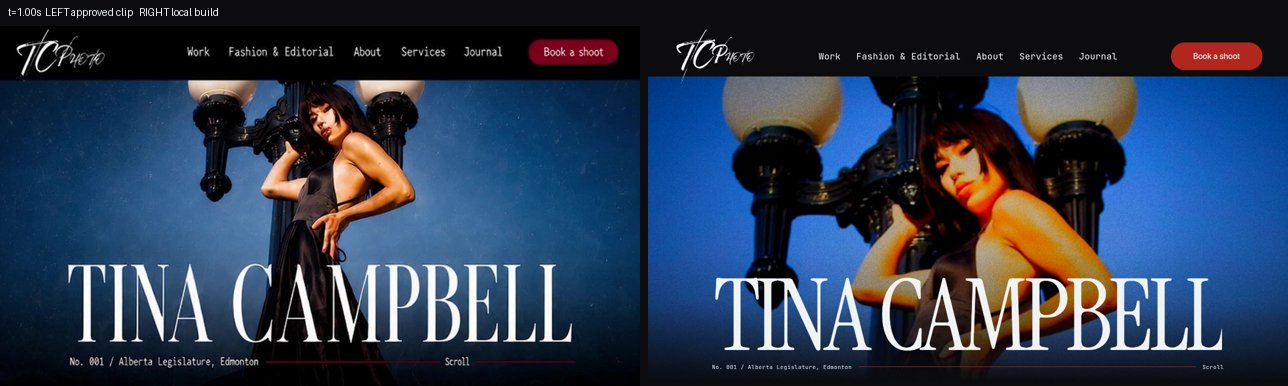 t=1.00s LEFT approved clip RIGHT local build
TCPHOTO Work Fashion & Editorial About Services Journal Book a shoot
TINA CAMPBELL
No. 001 / Alberta Legislature, Edmonton Scroll
TCPHOTO Work Fashion & Editorial About Services Journal Book a shoot
TINA CAMPBELL
No. 001 / Alberta Legislature, Edmonton Scroll